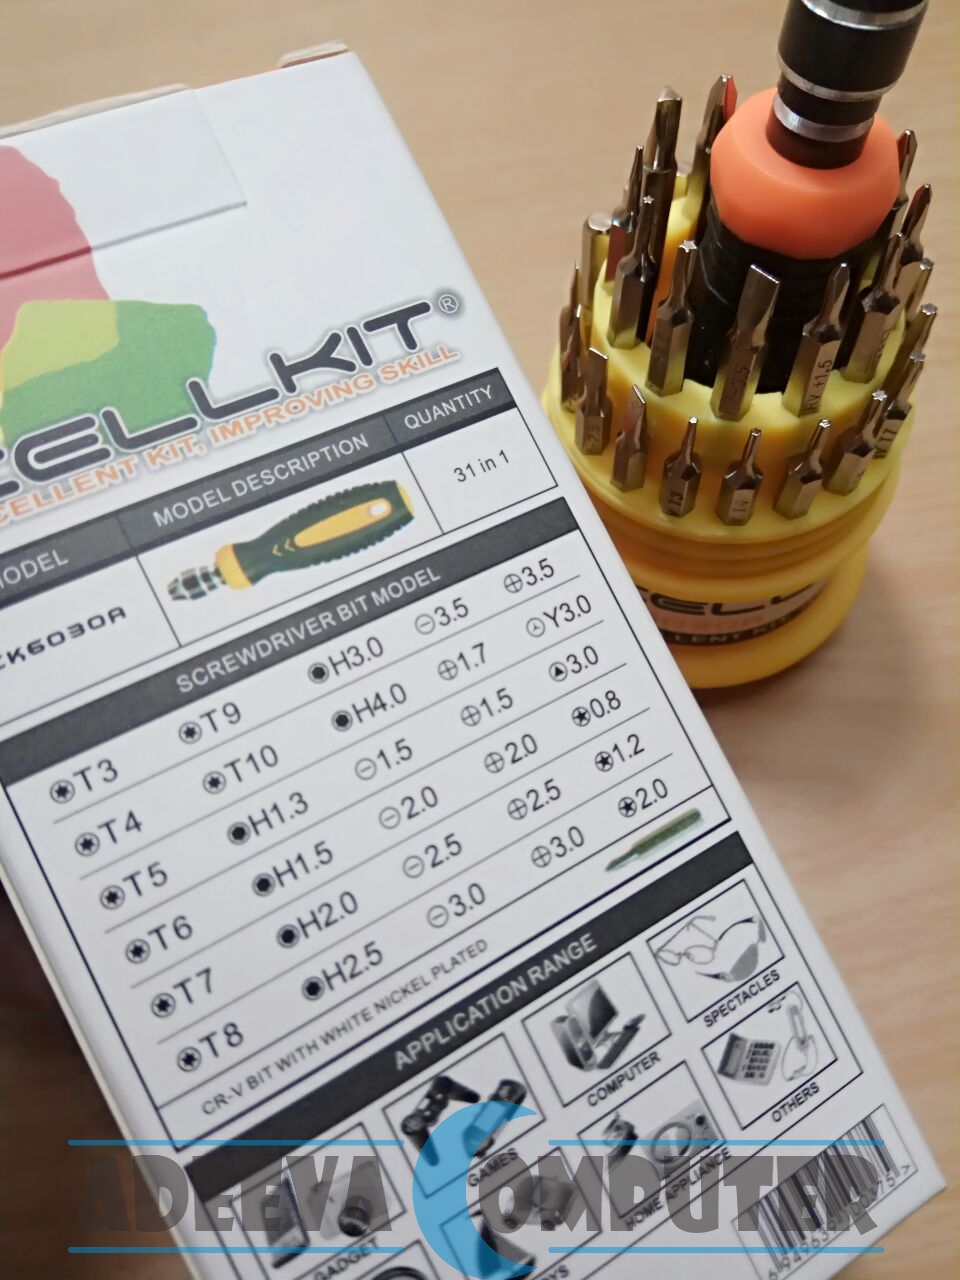 ELLKIT®
CELLENT KIT, IMPROVING SKILL
MODEL MODEL DESCRIPTION QUANTITY
CK6030A 31 in 1
SCREWDRIVER BIT MODEL
T3 T9 H3.0 ⊖3.5 ⊕3.5
T4 T10 H4.0 ⊕1.7 Y3.0
T5 H1.3 ⊖1.5 ⊕1.5 3.0
T6 H1.5 ⊖2.0 ⊕2.0 0.8
T7 H2.0 ⊖2.5 ⊕2.5 1.2
T8 H2.5 ⊖3.0 ⊕3.0 2.0
CR-V BIT WITH WHITE NICKEL PLATED
APPLICATION RANGE
GAMES COMPUTER SPECTACLES
GADGET HOME APPLIANCE OTHERS
ADEEVA COMPUTER